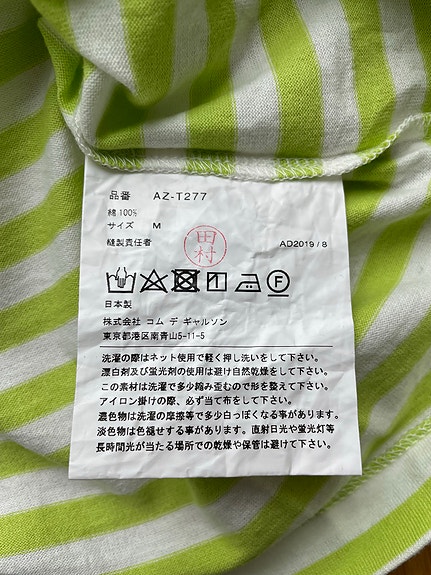 品番 AZ-T277
綿 100%
サイズ M
縫製責任者 田村 AD2019 / 8
日本製
株式会社 コム デ ギャルソン
東京都港区南青山5-11-5
洗濯の際はネット使用で軽く押し洗いをして下さい。
漂白剤及び蛍光剤の使用は避け自然乾燥をして下さい。
この素材は洗濯で多少縮み歪むので形を整えて下さい。
アイロン掛けの際、必ず当て布をして下さい。
濃色物は洗濯の摩擦等で多少白っぽくなる事があります。
淡色物は色褪せする事があります。直射日光や蛍光灯等
長時間光が当たる場所での乾燥や保管は避けて下さい。